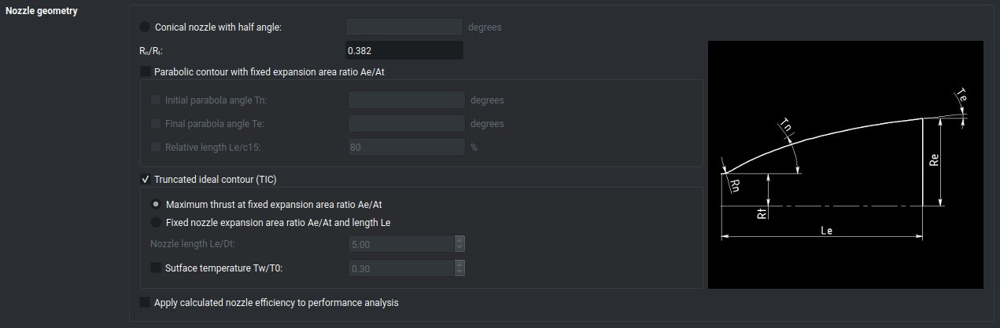 Nozzle geometry
Conical nozzle with half angle: degrees
Rₙ/Rₜ: 0.382
Parabolic contour with fixed expansion area ratio Ae/At
Initial parabola angle Tn: degrees
Final parabola angle Te: degrees
Relative length Le/c15: 80 %
Truncated ideal contour (TIC)
Maximum thrust at fixed expansion area ratio Ae/At
Fixed nozzle expansion area ratio Ae/At and length Le
Nozzle length Le/Dt: 5.00
Sutface temperature Tw/T0: 0.30
Apply calculated nozzle efficiency to performance analysis
Te
Tn
Re
Rn
Rt
Le